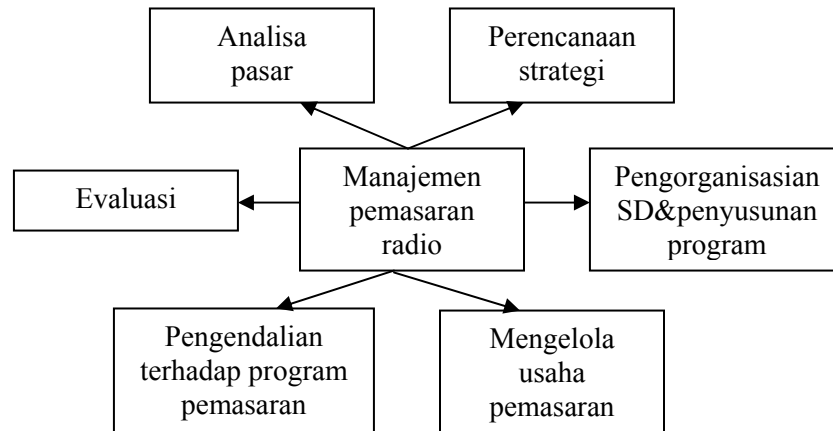 Analisa
pasar
Perencanaan
strategi
Evaluasi
Manajemen
pemasaran
radio
Pengorganisasian
SD&penyusunan
program
Pengendalian
terhadap program
pemasaran
Mengelola
usaha
pemasaran